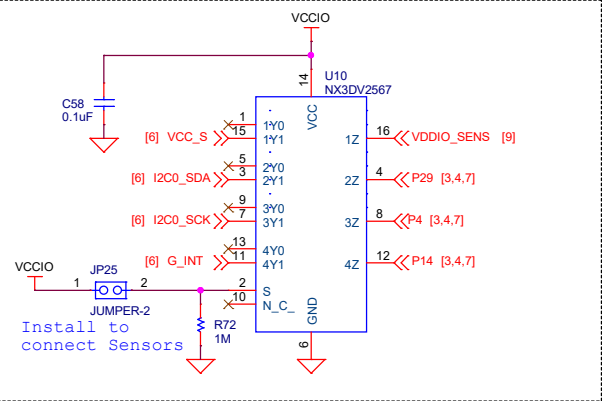 VCCIO
U10
NX3DV2567
14
VCC
C58
0.1uF
1
1Y0
[6] VCC_S 15 1Y1 1Z 16 VDDIO_SENS [9]
5
2Y0
[6] I2C0_SDA 3 2Y1 2Z 4 P29 [3,4,7]
9
3Y0
[6] I2C0_SCK 7 3Y1 3Z 8 P4 [3,4,7]
13
4Y0
[6] G_INT 11 4Y1 4Z 12 P14 [3,4,7]
VCCIO
JP25
1 2 2 S
10 N_C_
JUMPER-2
GND
Install to
connect Sensors
R72
1M
6